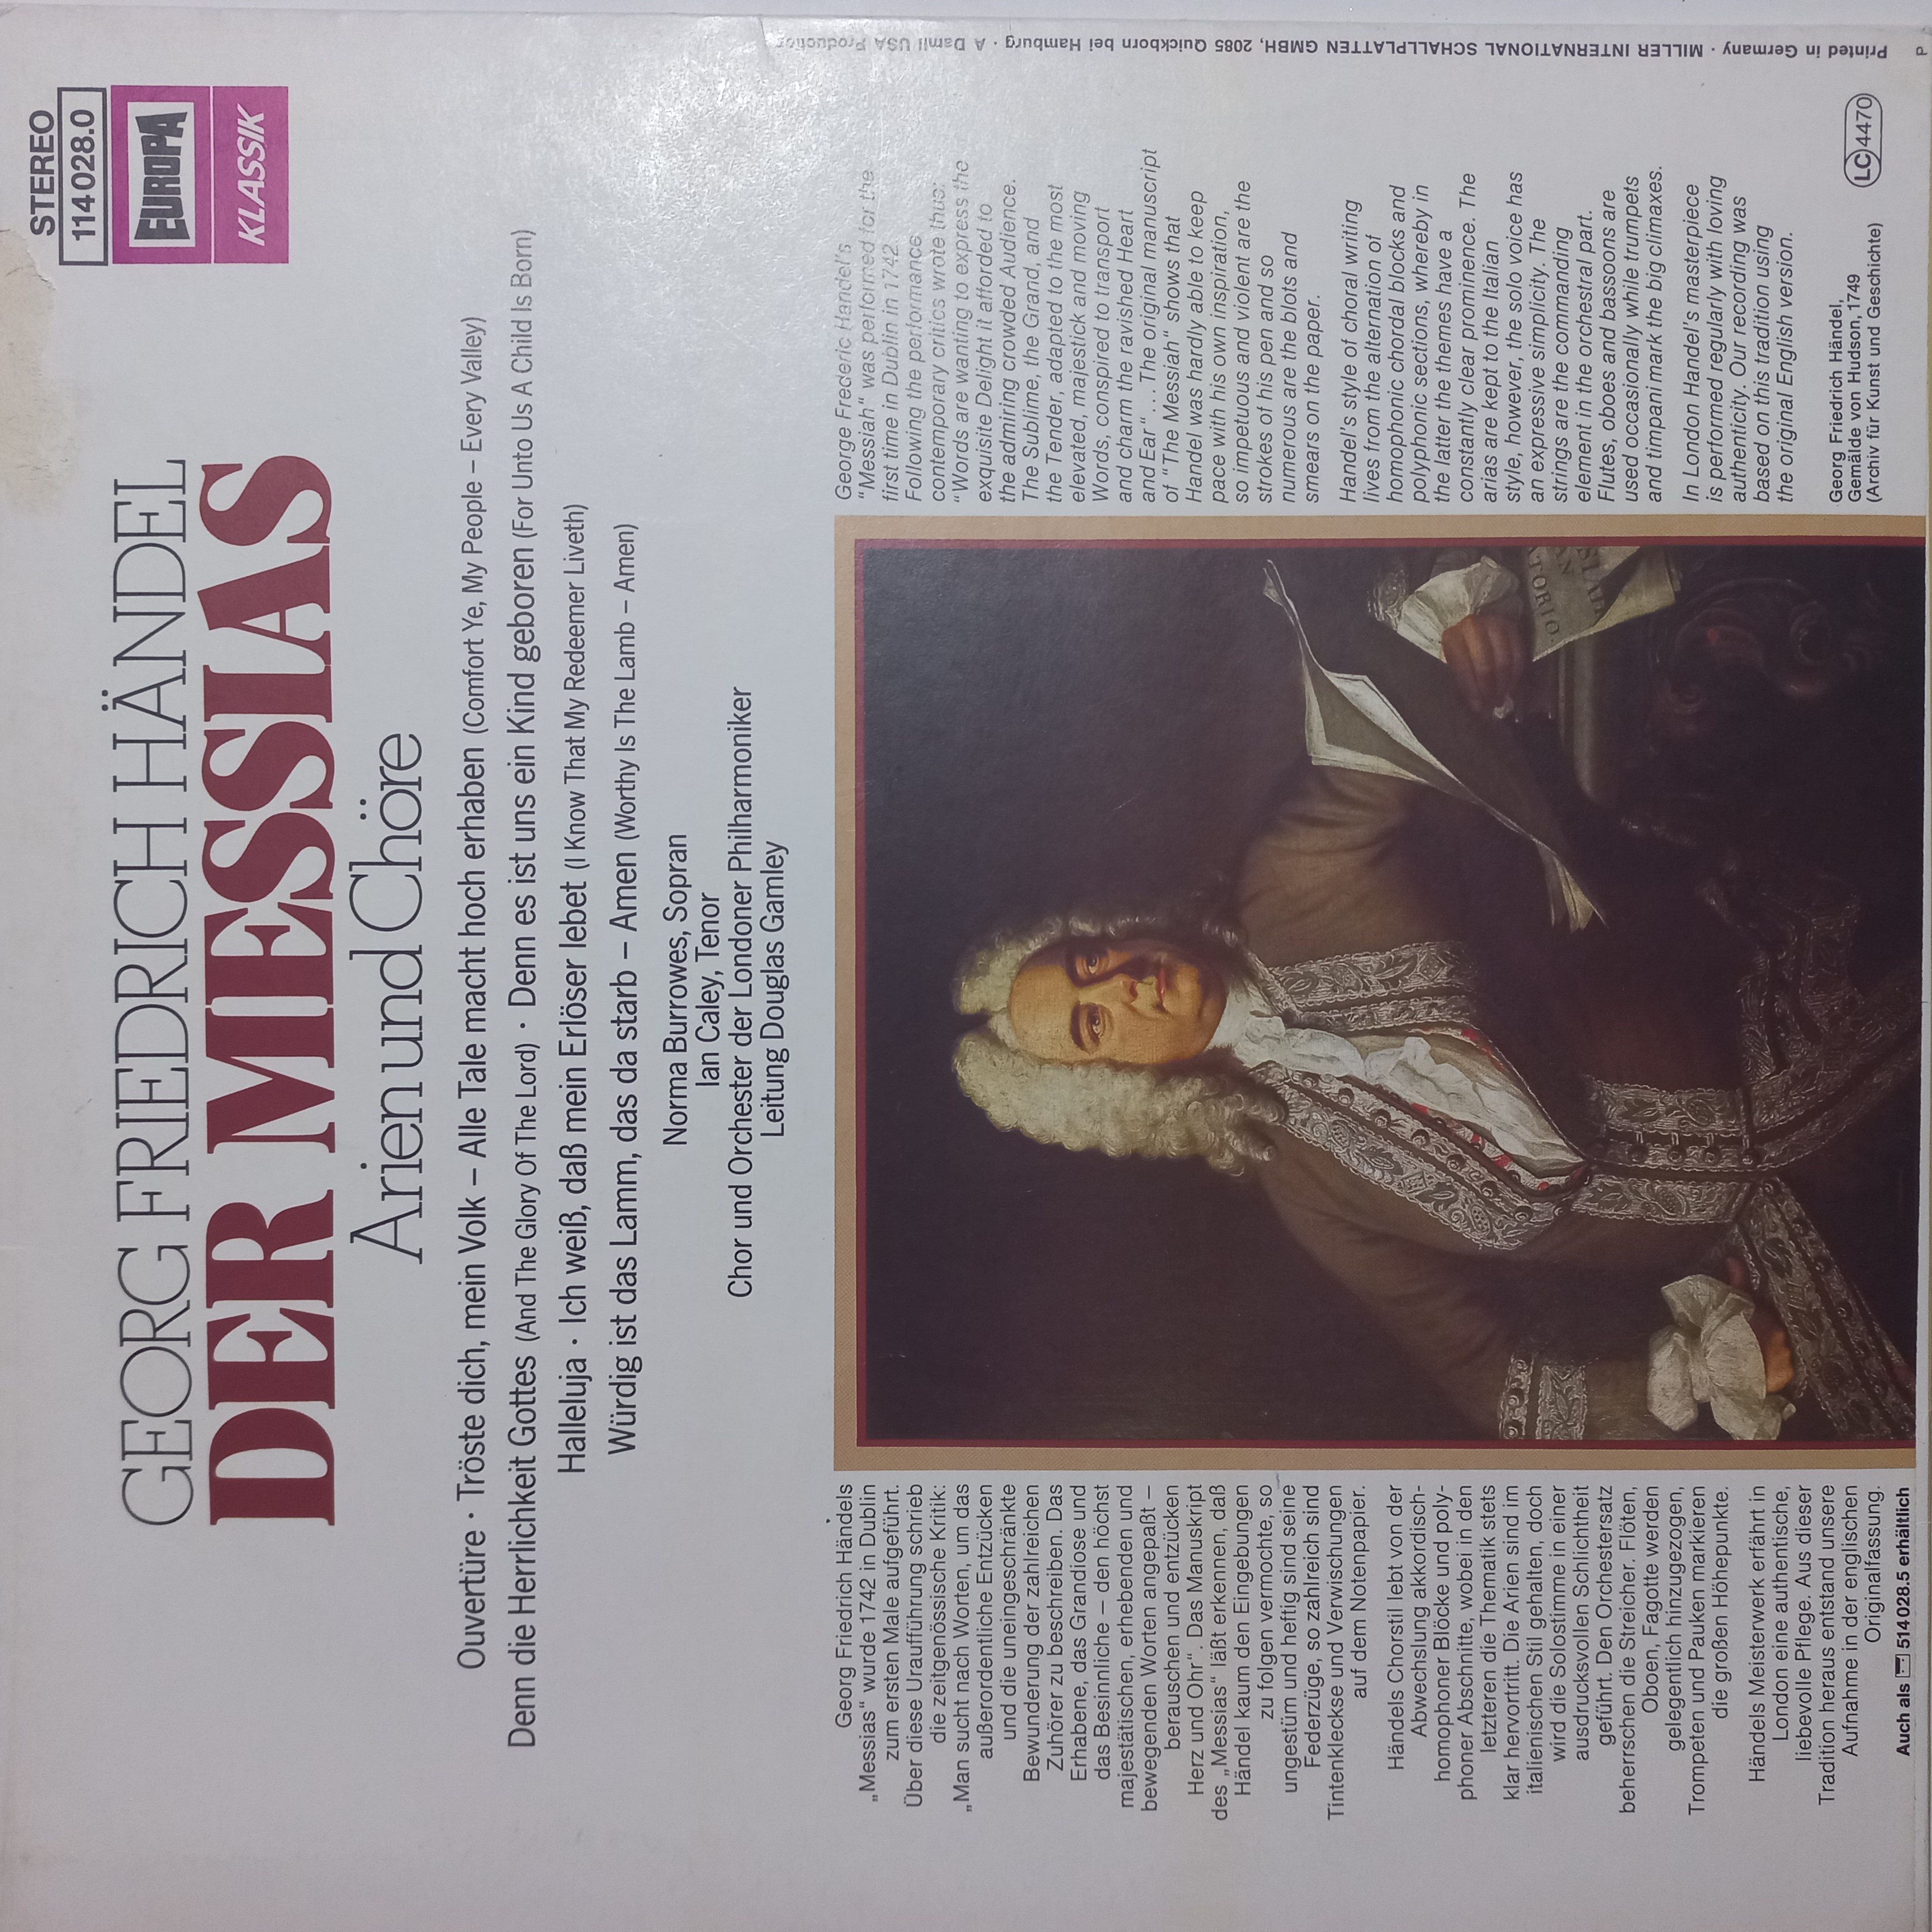 STEREO
114 028.0
EUROPA
KLASSIK
GEORG FRIEDRICH HÄNDEL
DER MESSIAS
Arien und Chöre
Ouvertüre · Tröste dich, mein Volk – Alle Tale macht hoch erhaben (Comfort Ye, My People – Every Valley)
Denn die Herrlichkeit Gottes (And The Glory Of The Lord) · Denn es ist uns ein Kind geboren (For Unto Us A Child Is Born)
Halleluja · Ich weiß, daß mein Erlöser lebet (I Know That My Redeemer Liveth)
Würdig ist das Lamm, das da starb – Amen (Worthy Is The Lamb – Amen)
Norma Burrowes, Sopran
Ian Caley, Tenor
Chor und Orchester der Londoner Philharmoniker
Leitung Douglas Gamley
Georg Friedrich Händels
„Messias“ wurde 1742 in Dublin
zum ersten Male aufgeführt.
Über diese Uraufführung schrieb
die zeitgenössische Kritik:
„Man sucht nach Worten, um das
außerordentliche Entzücken
und die uneingeschränkte
Bewunderung der zahlreichen
Zuhörer zu beschreiben. Das
Erhabene, das Grandiose und
das Besinnliche – den höchst
majestätischen, erhebenden und
bewegenden Worten angepaßt –
berauschen und entzücken
Herz und Ohr“. Das Manuskript
des „Messias“ läßt erkennen, daß
Händel kaum den Eingebungen
zu folgen vermochte, so
ungestüm und heftig sind seine
Federzüge, so zahlreich sind
Tintenkleckse und Verwischungen
auf dem Notenpapier.
Händels Chorstil lebt von der
Abwechslung akkordisch-
homophoner Blöcke und poly-
phoner Abschnitte, wobei in den
letzteren die Thematik stets
klar hervortritt. Die Arien sind im
italienischen Stil gehalten, doch
wird die Solostimme in einer
ausdrucksvollen Schlichtheit
geführt. Den Orchestersatz
beherrschen die Streicher. Flöten,
Oboen, Fagotte werden
gelegentlich hinzugezogen,
Trompeten und Pauken markieren
die großen Höhepunkte.
Händels Meisterwerk erfährt in
London eine authentische,
liebevolle Pflege. Aus dieser
Tradition heraus entstand unsere
Aufnahme in der englischen
Originalfassung.
Auch als 514 028.5 erhältlich
George Frederic Handel's
“Messiah“ was performed for the
first time in Dublin in 1742.
Following the performance
contemporary critics wrote thus:
“Words are wanting to express the
exquisite Delight it afforded to
the admiring crowded Audience.
The Sublime, the Grand, and
the Tender, adapted to the most
elevated, majestick and moving
Words, conspired to transport
and charm the ravished Heart
and Ear“ . . . The original manuscript
of “The Messiah“ shows that
Handel was hardly able to keep
pace with his own inspiration,
so impetuous and violent are the
strokes of his pen and so
numerous are the blots and
smears on the paper.
Handel's style of choral writing
lives from the alternation of
homophonic chordal blocks and
polyphonic sections, whereby in
the latter the themes have a
constantly clear prominence. The
arias are kept to the Italian
style, however, the solo voice has
an expressive simplicity. The
strings are the commanding
element in the orchestral part.
Flutes, oboes and bassoons are
used occasionally while trumpets
and timpani mark the big climaxes.
In London Handel's masterpiece
is performed regularly with loving
authenticity. Our recording was
based on this tradition using
the original English version.
Georg Friedrich Händel,
Gemälde von Hudson, 1749
(Archiv für Kunst und Geschichte)
LC 4470
Printed in Germany · MILLER INTERNATIONAL SCHALLPLATTEN GMBH, 2085 Quickborn bei Hamburg · A Damil USA Production